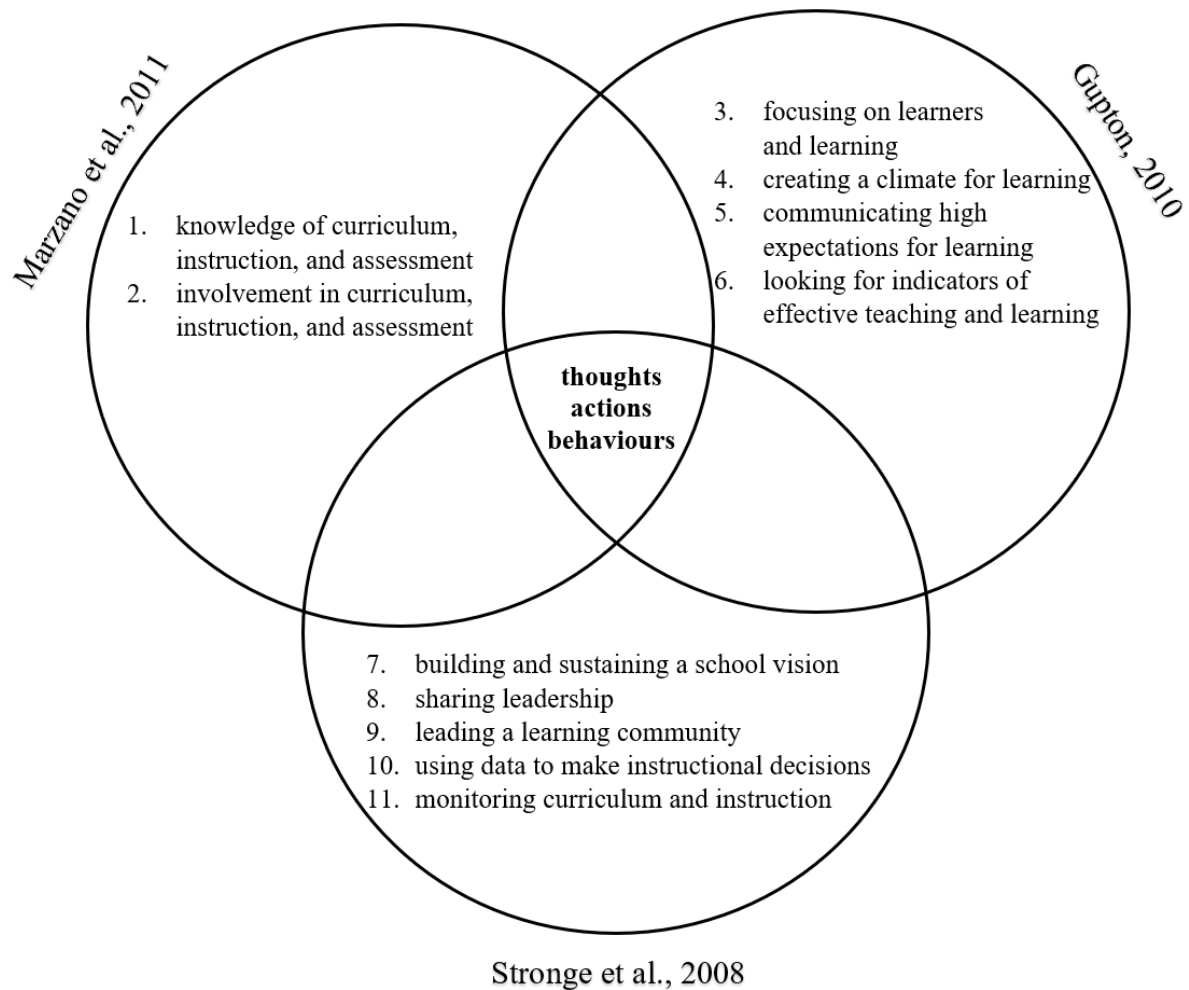 Marzano et al., 2011
Gupton, 2010
1. knowledge of curriculum,
instruction, and assessment
2. involvement in curriculum,
instruction, and assessment
3. focusing on learners
and learning
4. creating a climate for learning
5. communicating high
expectations for learning
6. looking for indicators of
effective teaching and learning
thoughts
actions
behaviours
7. building and sustaining a school vision
8. sharing leadership
9. leading a learning community
10. using data to make instructional decisions
11. monitoring curriculum and instruction
Stronge et al., 2008